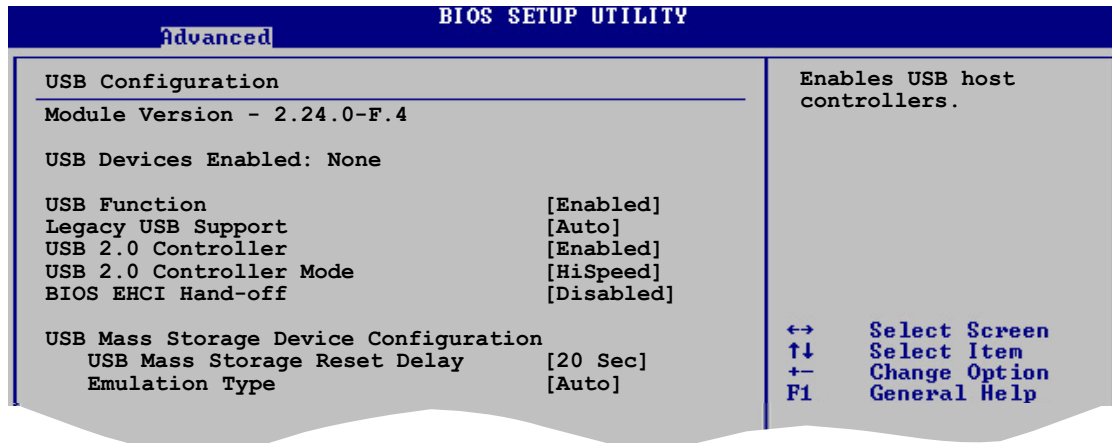 BIOS SETUP UTILITY
Advanced
USB Configuration
Module Version - 2.24.0-F.4
USB Devices Enabled: None
USB Function [Enabled]
Legacy USB Support [Auto]
USB 2.0 Controller [Enabled]
USB 2.0 Controller Mode [HiSpeed]
BIOS EHCI Hand-off [Disabled]
USB Mass Storage Device Configuration
USB Mass Storage Reset Delay [20 Sec]
Emulation Type [Auto]
Enables USB host
controllers.
←→ Select Screen
↑↓ Select Item
+- Change Option
F1 General Help